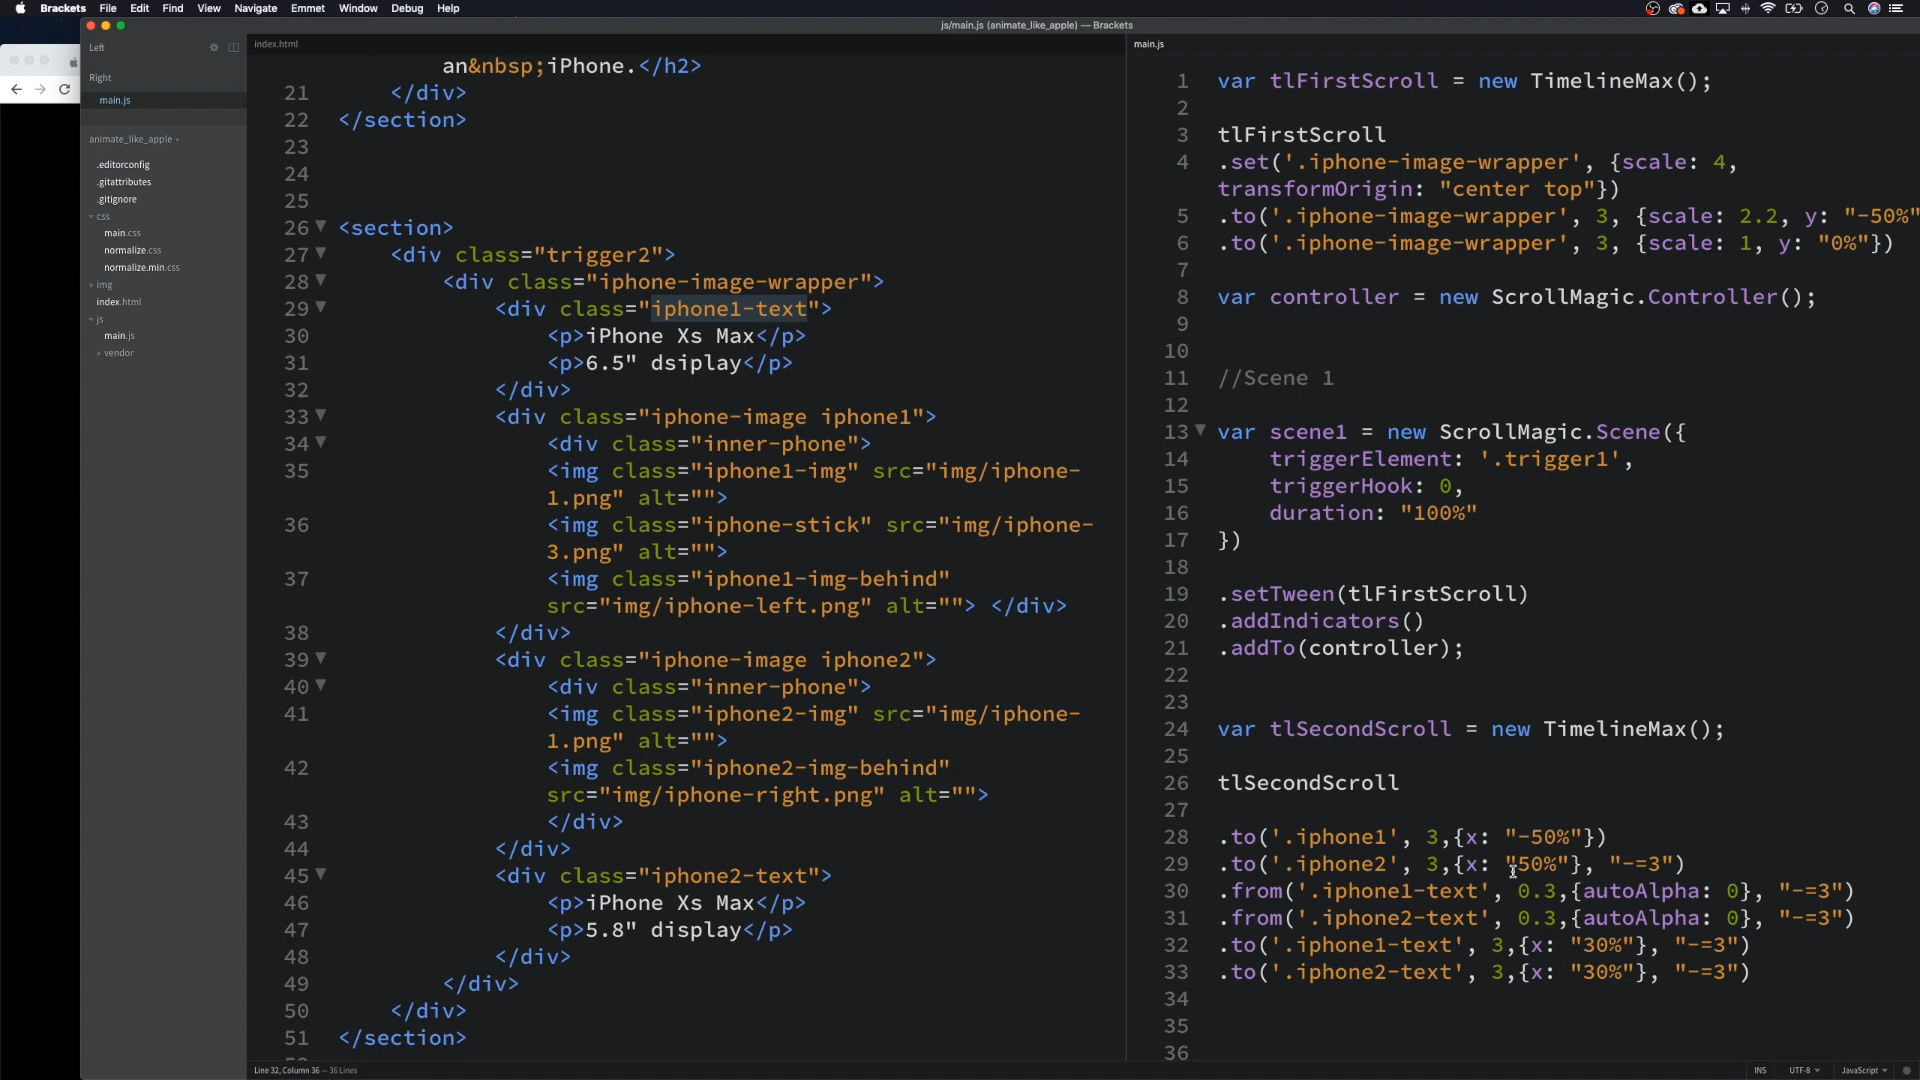 Brackets File Edit Find View Navigate Emmet Window Debug Help
js/main.js (animate_like_apple) — Brackets
Left
Right
main.js
animate_like_apple
.editorconfig
.gitattributes
.gitignore
css
main.css
normalize.css
normalize.min.css
img
index.html
js
main.js
vendor
index.html
an&nbsp;iPhone.</h2>
21 </div>
22 </section>
23
24
25
26 <section>
27 <div class="trigger2">
28 <div class="iphone-image-wrapper">
29 <div class="iphone1-text">
30 <p>iPhone Xs Max</p>
31 <p>6.5" dsiplay</p>
32 </div>
33 <div class="iphone-image iphone1">
34 <div class="inner-phone">
35 <img class="iphone1-img" src="img/iphone-
1.png" alt="">
36 <img class="iphone-stick" src="img/iphone-
3.png" alt="">
37 <img class="iphone1-img-behind"
src="img/iphone-left.png" alt=""> </div>
38 </div>
39 <div class="iphone-image iphone2">
40 <div class="inner-phone">
41 <img class="iphone2-img" src="img/iphone-
1.png" alt="">
42 <img class="iphone2-img-behind"
src="img/iphone-right.png" alt="">
43 </div>
44 </div>
45 <div class="iphone2-text">
46 <p>iPhone Xs Max</p>
47 <p>5.8" display</p>
48 </div>
49 </div>
50 </div>
51 </section>
main.js
1 var tlFirstScroll = new TimelineMax();
2
3 tlFirstScroll
4 .set('.iphone-image-wrapper', {scale: 4,
transformOrigin: "center top"})
5 .to('.iphone-image-wrapper', 3, {scale: 2.2, y: "-50%"
6 .to('.iphone-image-wrapper', 3, {scale: 1, y: "0%"})
7
8 var controller = new ScrollMagic.Controller();
9
10
11 //Scene 1
12
13 var scene1 = new ScrollMagic.Scene({
14 triggerElement: '.trigger1',
15 triggerHook: 0,
16 duration: "100%"
17 })
18
19 .setTween(tlFirstScroll)
20 .addIndicators()
21 .addTo(controller);
22
23
24 var tlSecondScroll = new TimelineMax();
25
26 tlSecondScroll
27
28 .to('.iphone1', 3,{x: "-50%"})
29 .to('.iphone2', 3,{x: "50%"}, "-=3")
30 .from('.iphone1-text', 0.3,{autoAlpha: 0}, "-=3")
31 .from('.iphone2-text', 0.3,{autoAlpha: 0}, "-=3")
32 .to('.iphone1-text', 3,{x: "30%"}, "-=3")
33 .to('.iphone2-text', 3,{x: "30%"}, "-=3")
34
35
36
Line 32, Column 36 — 36 Lines
INS UTF-8 JavaScript